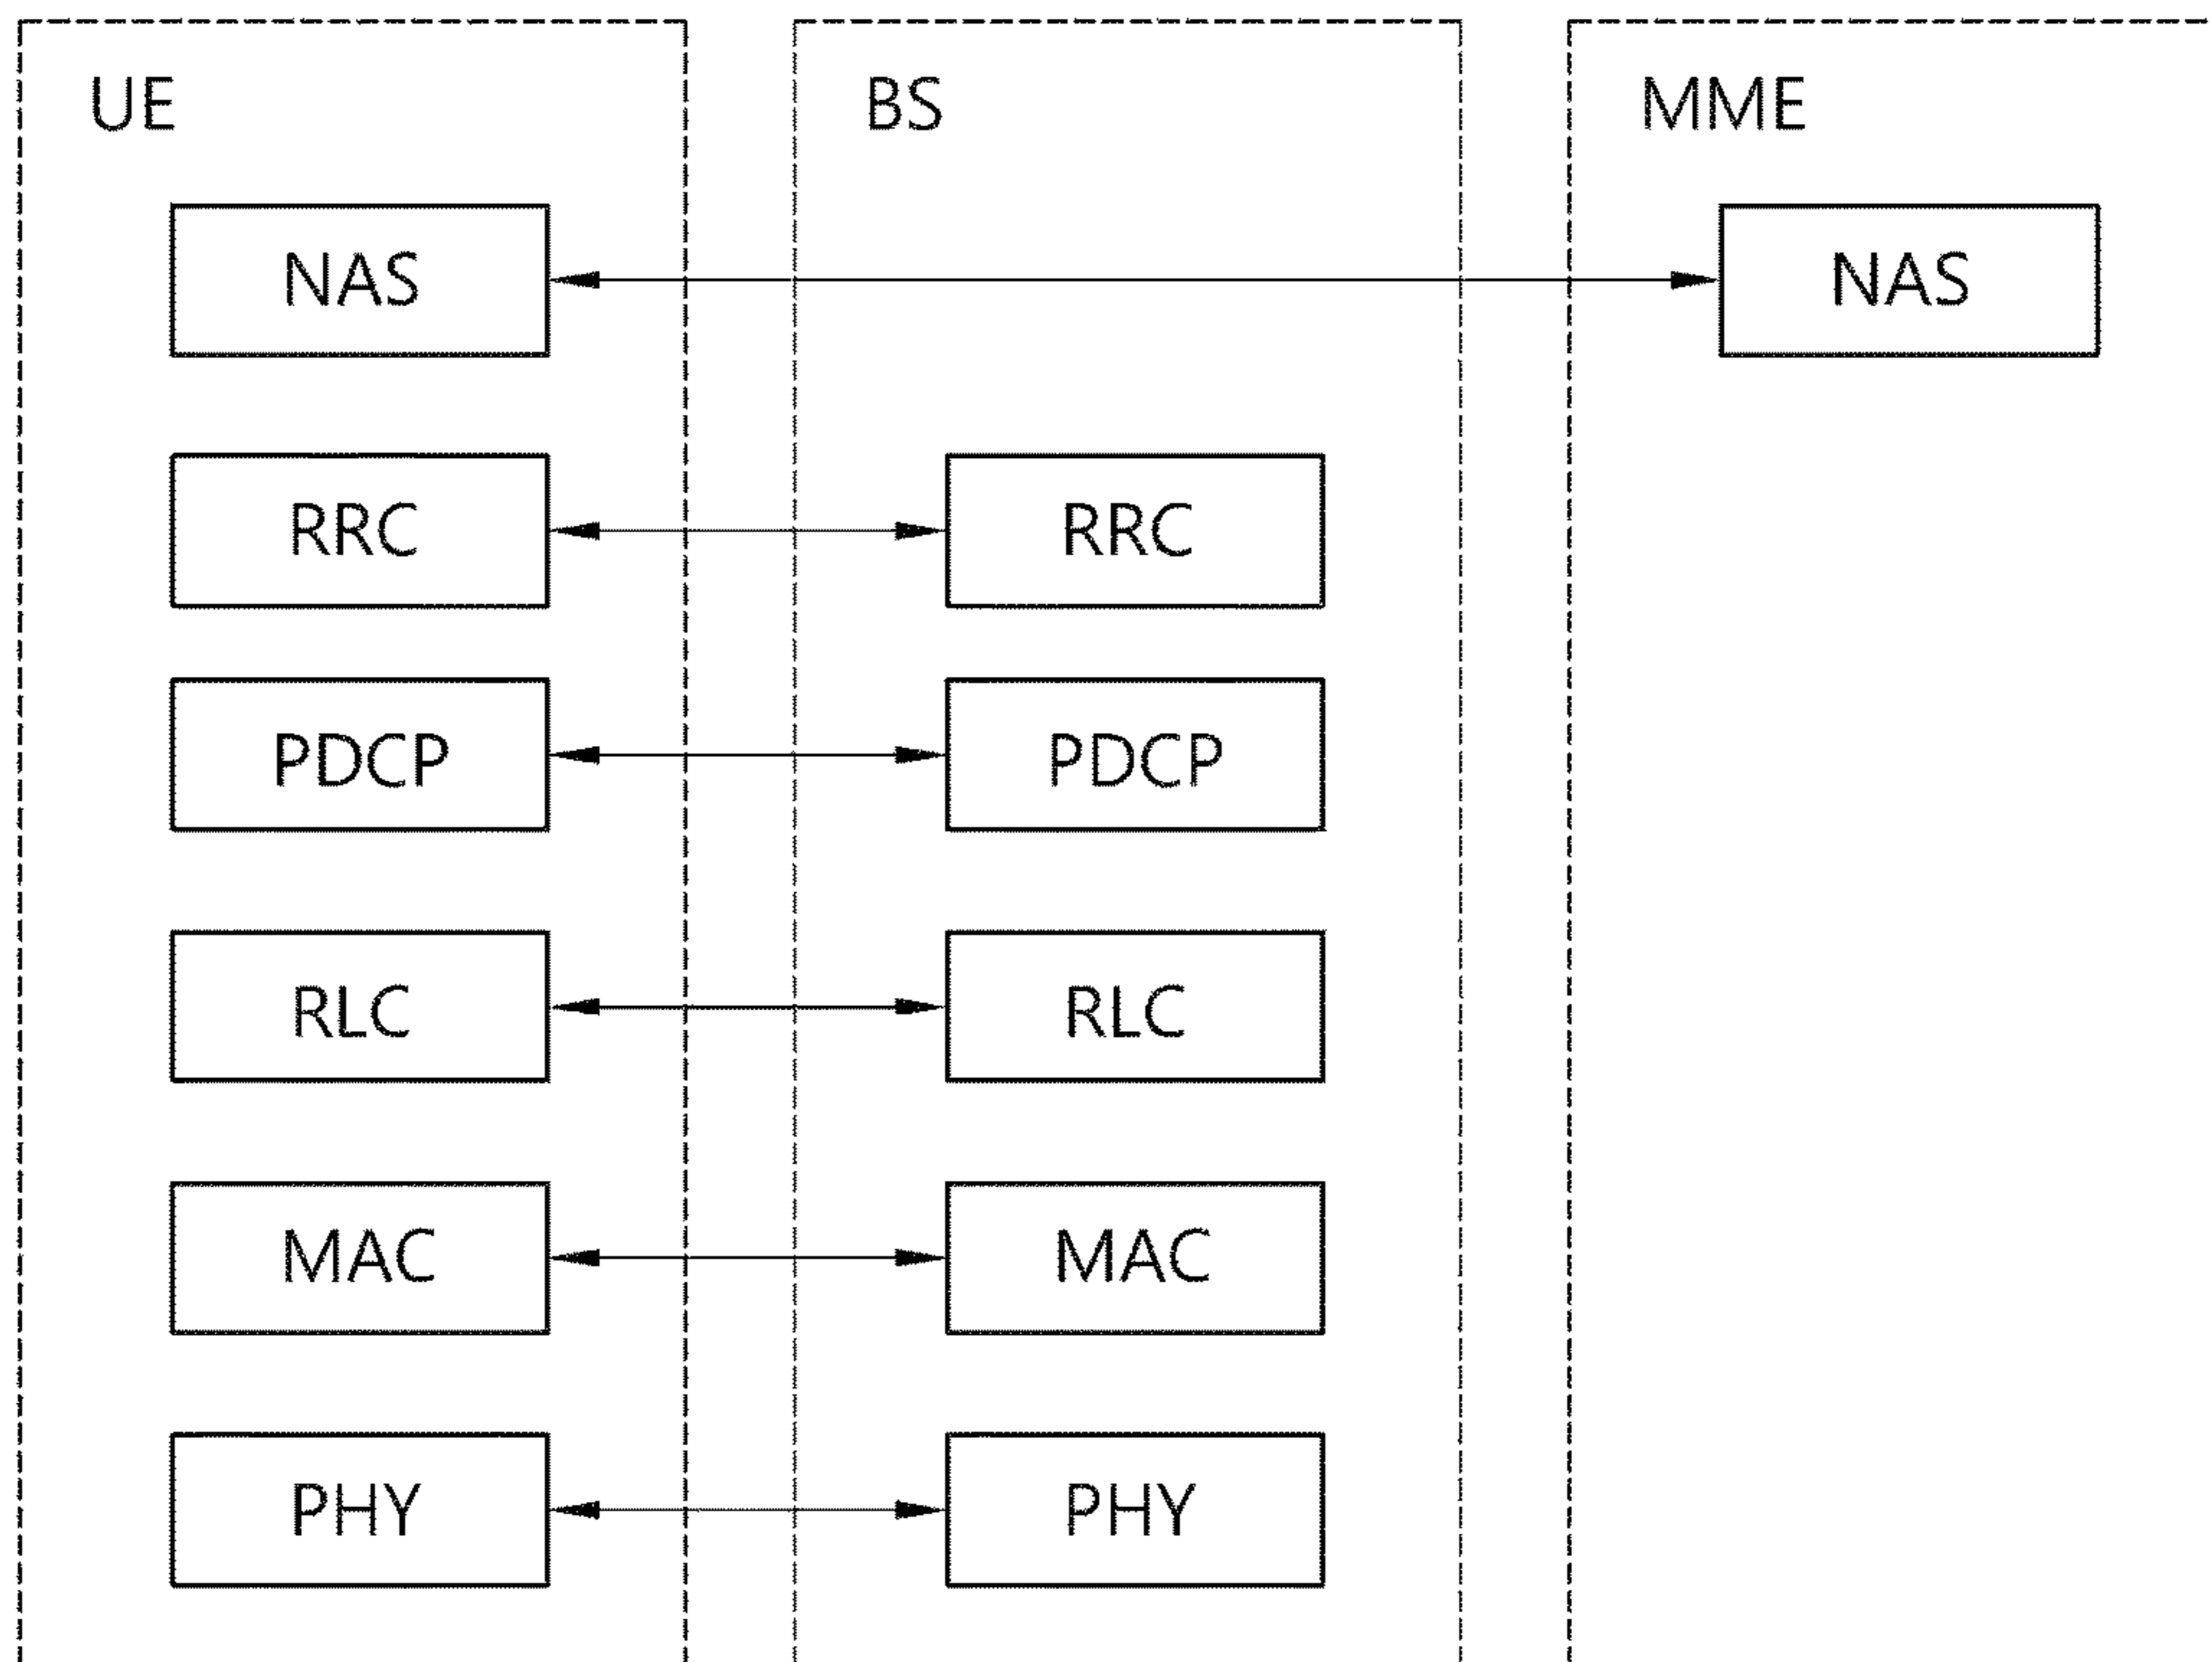 UE BS MME
NAS NAS
RRC RRC
PDCP PDCP
RLC RLC
MAC MAC
PHY PHY